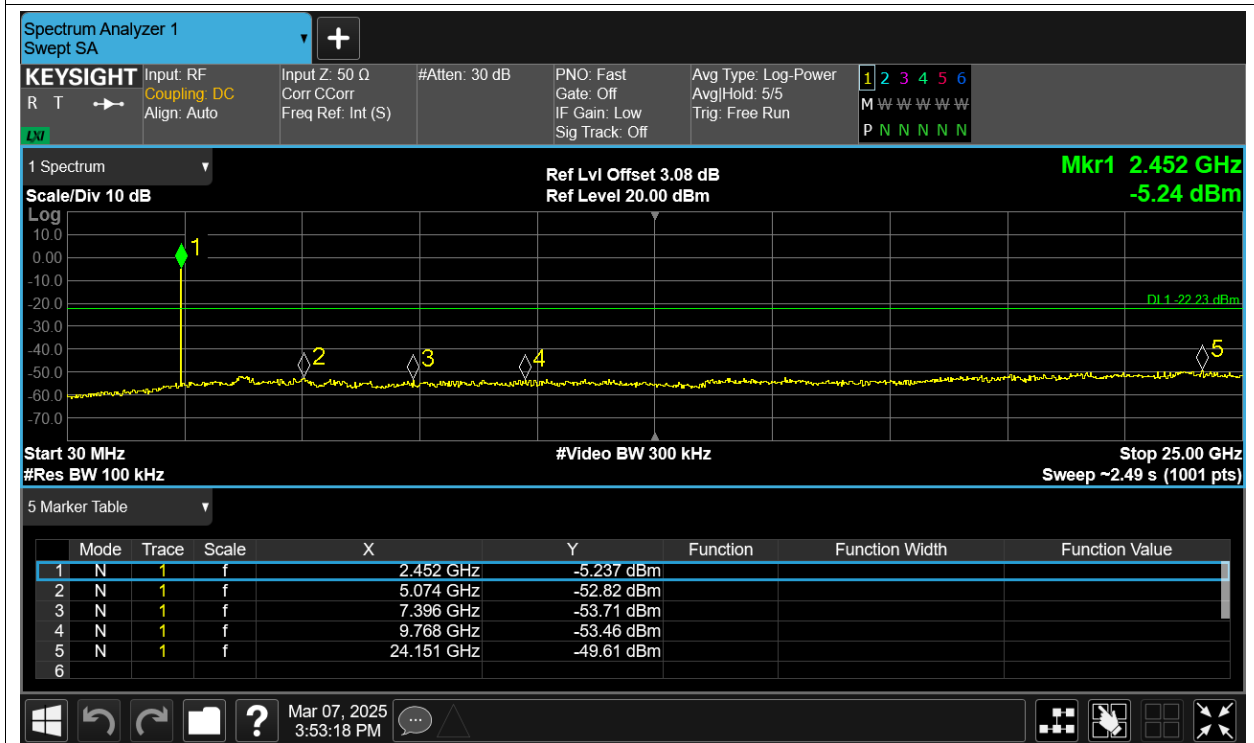 Spectrum Analyzer 1
Swept SA
+
KEYSIGHT
R T
LXI
Input: RF
Coupling: DC
Align: Auto
Input Z: 50 Ω
Corr CCorr
Freq Ref: Int (S)
#Atten: 30 dB
PNO: Fast
Gate: Off
IF Gain: Low
Sig Track: Off
Avg Type: Log-Power
Avg|Hold: 5/5
Trig: Free Run
1 2 3 4 5 6
M W W W W W W
P N N N N N
1 Spectrum
Scale/Div 10 dB
Ref Lvl Offset 3.08 dB
Ref Level 20.00 dBm
Mkr1 2.452 GHz
-5.24 dBm
Log
10.0
0.00
-10.0
-20.0
-30.0
-40.0
-50.0
-60.0
-70.0
1
2
3
4
5
DL1 -22.23 dBm
Start 30 MHz
#Res BW 100 kHz
#Video BW 300 kHz
Stop 25.00 GHz
Sweep ~2.49 s (1001 pts)
5 Marker Table
Mode Trace Scale X Y Function Function Width Function Value
1 N 1 f 2.452 GHz -5.237 dBm
2 N 1 f 5.074 GHz -52.82 dBm
3 N 1 f 7.396 GHz -53.71 dBm
4 N 1 f 9.768 GHz -53.46 dBm
5 N 1 f 24.151 GHz -49.61 dBm
6
?
Mar 07, 2025
3:53:18 PM